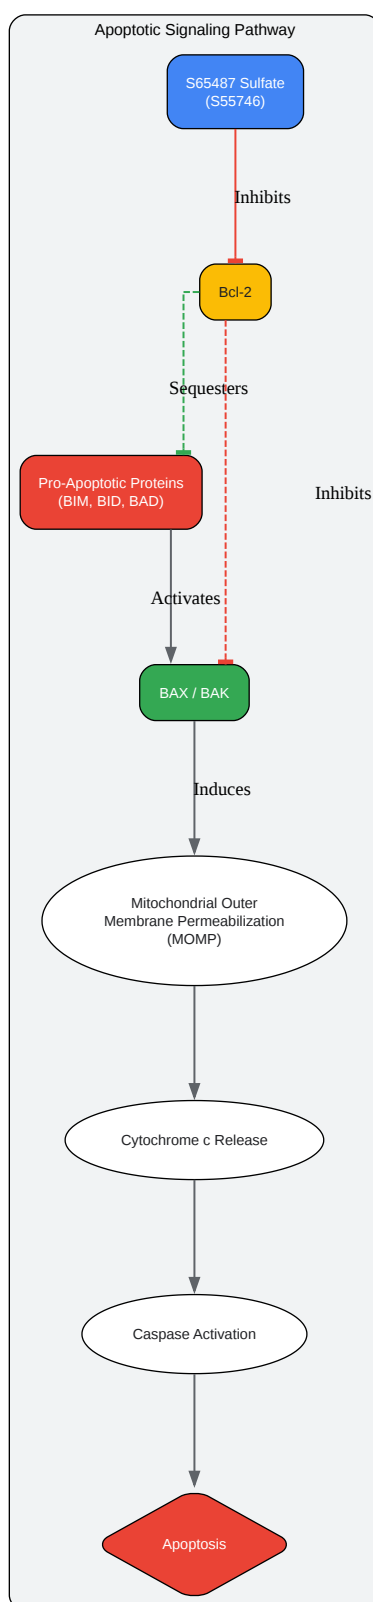 Apoptotic Signaling Pathway
S65487 Sulfate
(S55746)
Inhibits
Bcl-2
Sequesters
Pro-Apoptotic Proteins
(BIM, BID, BAD)
Inhibits
Activates
BAX / BAK
Induces
Mitochondrial Outer
Membrane Permeabilization
(MOMP)
Cytochrome c Release
Caspase Activation
Apoptosis